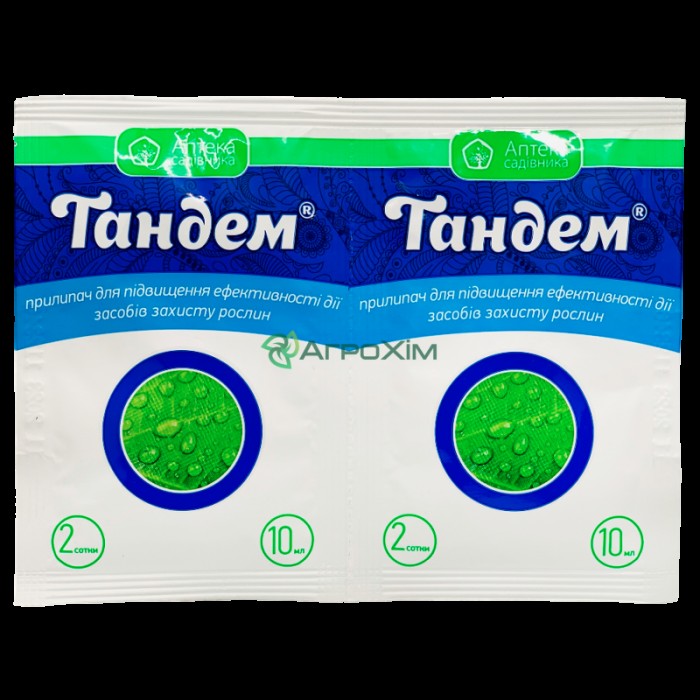 Аптека
садівника
Тандем®
прилипач для підвищення ефективності дії
засобів захисту рослин
2 сотки
10 мл
Аптека
садівника
Тандем®
прилипач для підвищення ефективності дії
засобів захисту рослин
2 сотки
10 мл
АГРОХІМ